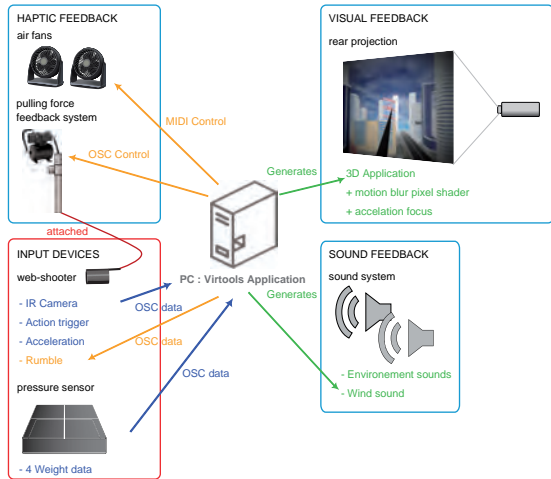 HAPTIC FEEDBACK
air fans
pulling force
feedback system
MIDI Control
OSC Control
attached
VISUAL FEEDBACK
rear projection
3D Application
+ motion blur pixel shader
+ accelation focus
Generates
PC : Virtools Application
INPUT DEVICES
web-shooter
- IR Camera
- Action trigger
- Acceleration
- Rumble
OSC data
OSC data
OSC data
pressure sensor
- 4 Weight data
Generates
SOUND FEEDBACK
sound system
- Environement sounds
- Wind sound